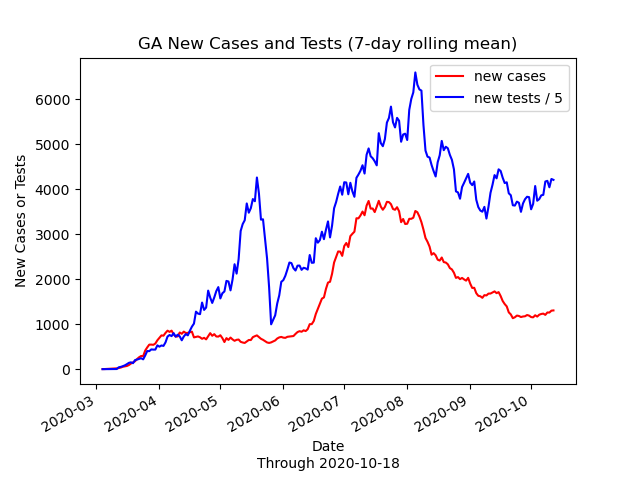 GA New Cases and Tests (7-day rolling mean)
new cases
new tests / 5
New Cases or Tests
6000
5000
4000
3000
2000
1000
0
2020-03
2020-04
2020-05
2020-06
2020-07
2020-08
2020-09
2020-10
Date
Through 2020-10-18